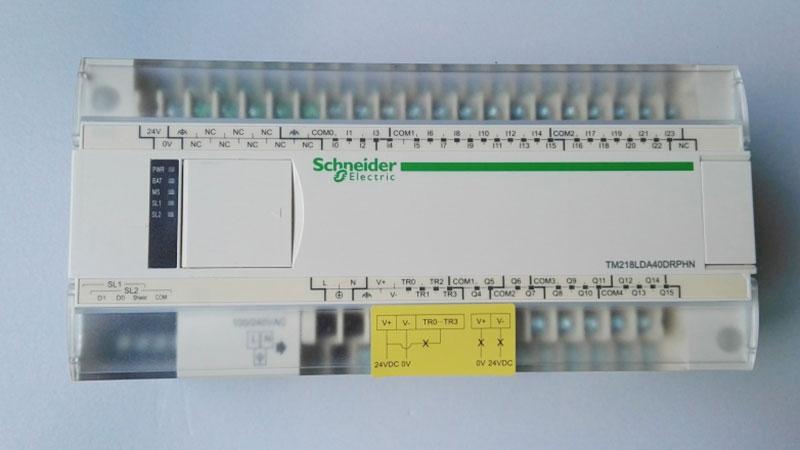 24V NC NC COM0 I1 I3 COM1 I6 I8 I10 I12 I14 COM2 I17 I19 I21 I23
0V NC NC NC NC I0 I2 I4 I5 I7 I9 I11 I13 I15 I16 I18 I20 I22 NC
Schneider
Electric
PWR
BAT
MS
SL1
SL2
TM218LDA40DRPHN
L N V+ TR0 TR2 COM1 Q5 Q6 COM3 Q9 Q11 Q12 Q14
V- TR1 TR3 Q4 COM2 Q7 Q8 Q10 COM4 Q13 Q15
SL1
SL2
D1 D0 Shield COM
100/240VAC
L N
V+ V- TR0-TR3 V+ V-
24VDC 0V 0V 24VDC